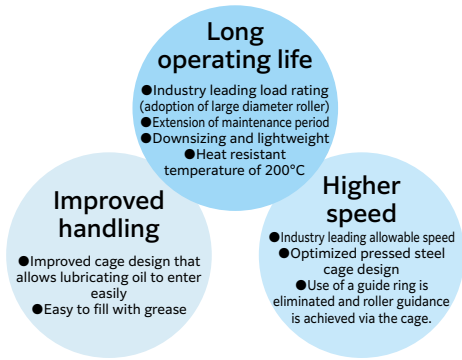 Long
operating life
●Industry leading load rating
(adoption of large diameter roller)
●Extension of maintenance period
●Downsizing and lightweight
●Heat resistant
temperature of 200°C
Improved
handling
●Improved cage design that
allows lubricating oil to enter
easily
●Easy to fill with grease
Higher
speed
●Industry leading allowable speed
●Optimized pressed steel
cage design
●Use of a guide ring is
eliminated and roller guidance
is achieved via the cage.